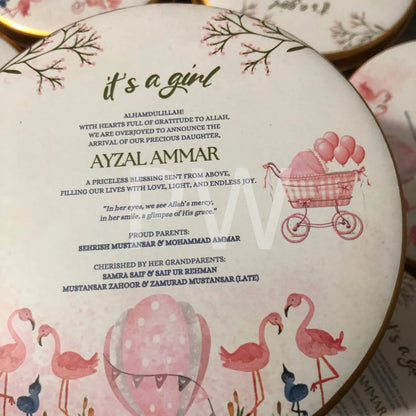 it's a girl
ALHAMDULILLAH!
WITH HEARTS FULL OF GRATITUDE TO ALLAH,
WE ARE OVERJOYED TO ANNOUNCE THE
ARRIVAL OF OUR PRECIOUS DAUGHTER,
AYZAL AMMAR
A PRICELESS BLESSING SENT FROM ABOVE,
FILLING OUR LIVES WITH LOVE, LIGHT, AND ENDLESS JOY.
"In her eyes, we see Allah's mercy,
in her smile, a glimpse of His grace."
PROUD PARENTS:
SEHRISH MUSTANSAR & MOHAMMAD AMMAR
CHERISHED BY HER GRANDPARENTS:
SAMRA SAIF & SAIF UR REHMAN
MUSTANSAR ZAHOOR & ZAMURAD MUSTANSAR (LATE)